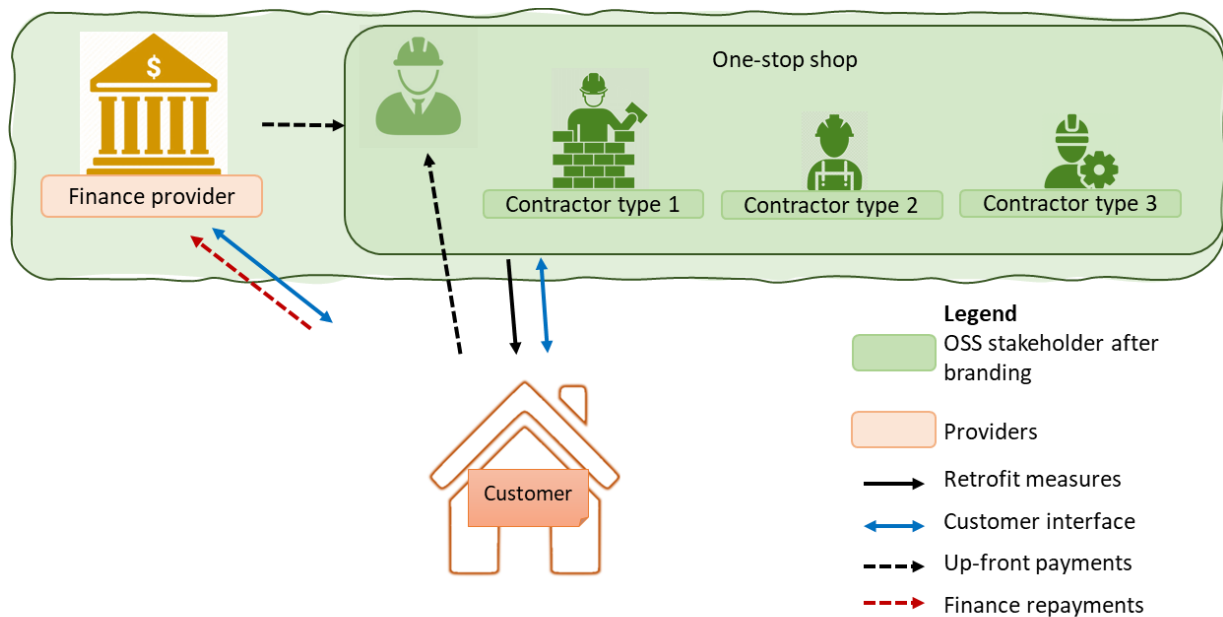 One-stop shop
$
Finance provider
Contractor type 1
Contractor type 2
Contractor type 3
Customer
Legend
OSS stakeholder after
branding
Providers
Retrofit measures
Customer interface
Up-front payments
Finance repayments